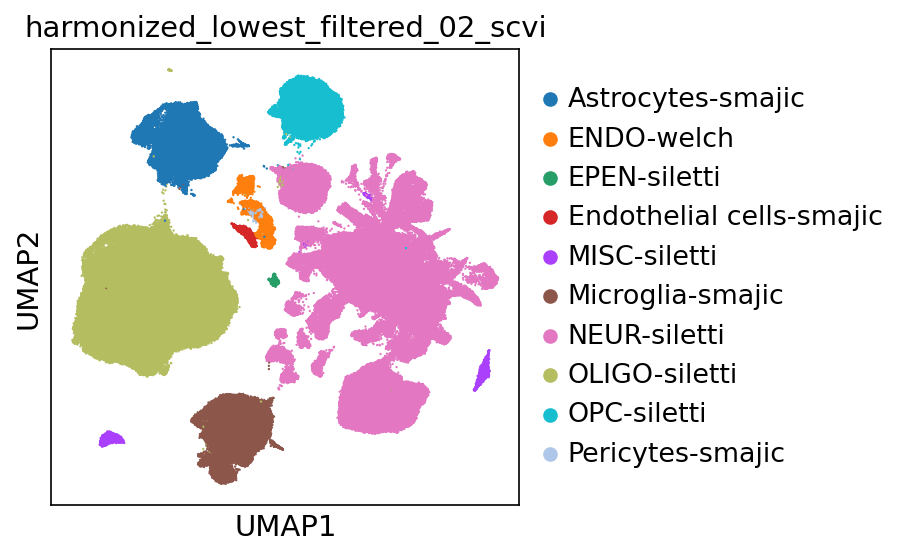 harmonized_lowest_filtered_02_scvi
Astrocytes-smajic
ENDO-welch
EPEN-siletti
Endothelial cells-smajic
MISC-siletti
Microglia-smajic
NEUR-siletti
OLIGO-siletti
OPC-siletti
Pericytes-smajic
UMAP2
UMAP1